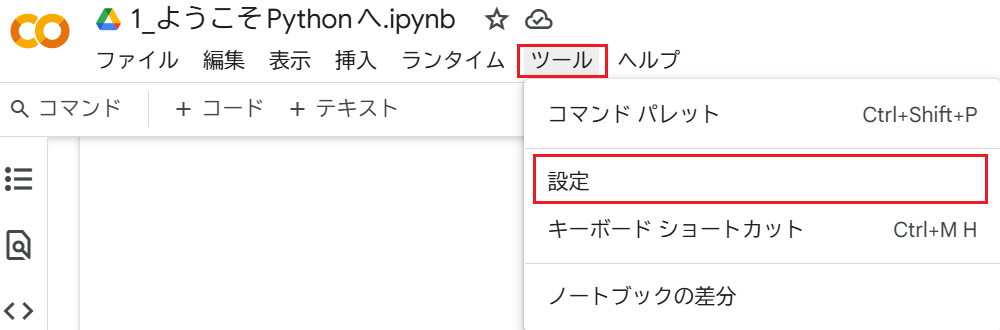 1_ようこそPythonへ.ipynb
ファイル 編集 表示 挿入 ランタイム ツール ヘルプ
コマンド + コード + テキスト
コマンド パレット Ctrl+Shift+P
設定
キーボード ショートカット Ctrl+M H
ノートブックの差分